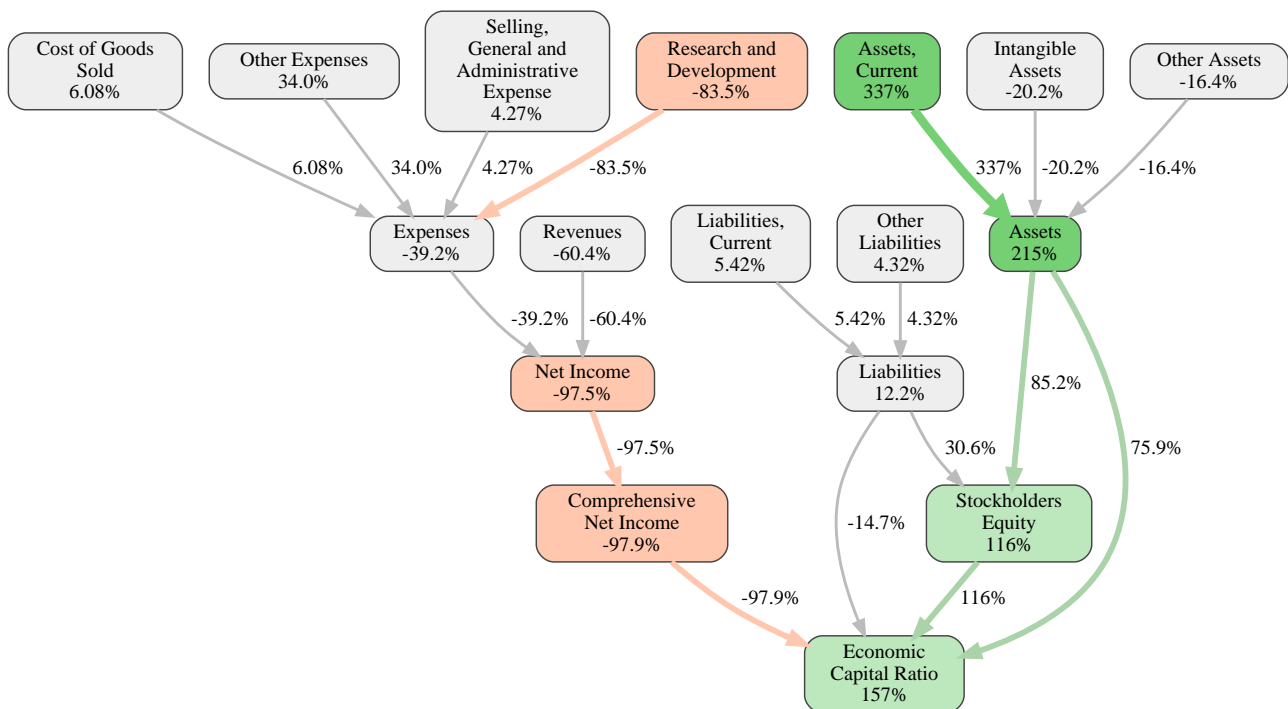 Cost of Goods
Sold
6.08%
Other Expenses
34.0%
Selling,
General and
Administrative
Expense
4.27%
Research and
Development
-83.5%
Assets,
Current
337%
Intangible
Assets
-20.2%
Other Assets
-16.4%
6.08%
34.0%
4.27%
-83.5%
337%
-20.2%
-16.4%
Expenses
-39.2%
Revenues
-60.4%
Liabilities,
Current
5.42%
Other
Liabilities
4.32%
Assets
215%
-39.2%
-60.4%
5.42%
4.32%
Net Income
-97.5%
Liabilities
12.2%
85.2%
-97.5%
30.6%
75.9%
Comprehensive
Net Income
-97.9%
-14.7%
Stockholders
Equity
116%
-97.9%
116%
Economic
Capital Ratio
157%